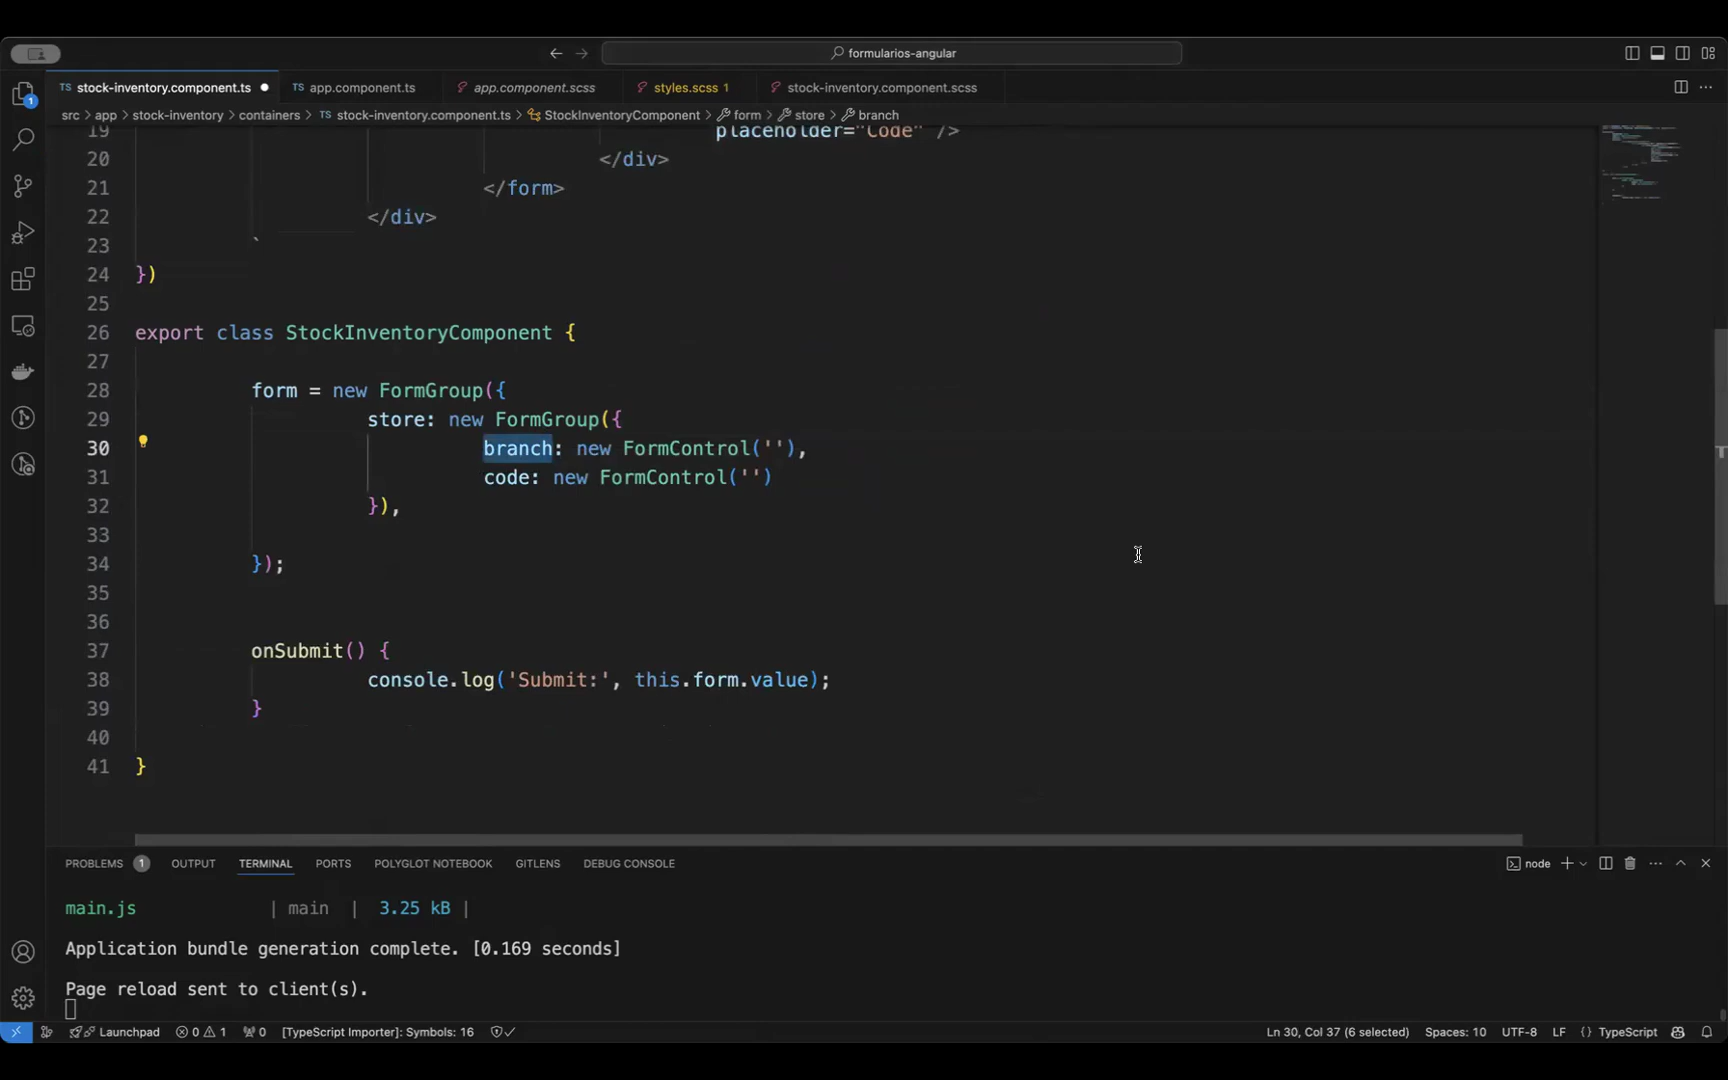 formularios-angular
TS stock-inventory.component.ts TS app.component.ts app.component.scss styles.scss 1 stock-inventory.component.scss
1
src > app > stock-inventory > containers > TS stock-inventory.component.ts > StockInventoryComponent > form > store > branch
19 placeholder="Code" />
20 </div>
21 </form>
22 </div>
23 `
24 })
25
26 export class StockInventoryComponent {
27
28 form = new FormGroup({
29 store: new FormGroup({
30 branch: new FormControl(''),
31 code: new FormControl('')
32 }),
33
34 });
35
36
37 onSubmit() {
38 console.log('Submit:', this.form.value);
39 }
40
41 }
PROBLEMS 1 OUTPUT TERMINAL PORTS POLYGLOT NOTEBOOK GITLENS DEBUG CONSOLE node
main.js | main | 3.25 kB |
Application bundle generation complete. [0.169 seconds]
Page reload sent to client(s).
Launchpad 0 1 0 [TypeScript Importer]: Symbols: 16 Ln 30, Col 37 (6 selected) Spaces: 10 UTF-8 LF {} TypeScript